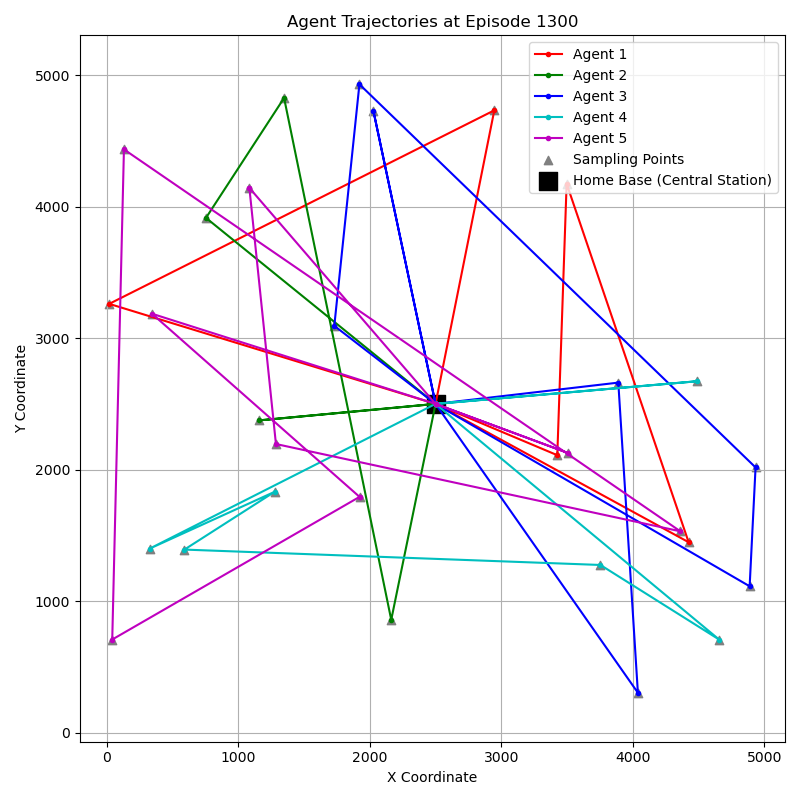 Agent Trajectories at Episode 1300
Agent 1
Agent 2
Agent 3
Agent 4
Agent 5
Sampling Points
Home Base (Central Station)
Y Coordinate
5000
4000
3000
2000
1000
0
0 1000 2000 3000 4000 5000
X Coordinate